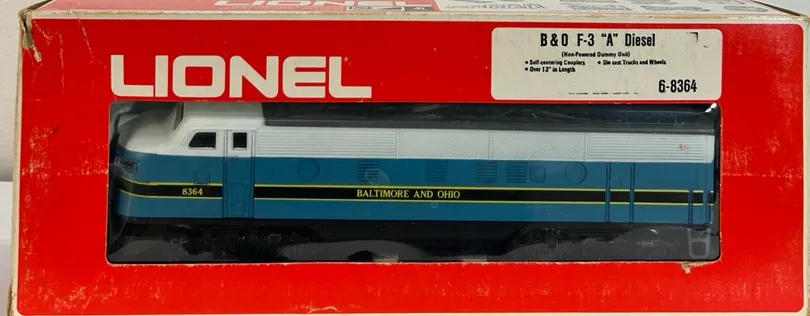 LIONEL
B & O F-3 "A" Diesel
(Non-Powered Dummy Unit)
• Self-centering Couplers • Die cast Trucks and Wheels
• Over 13" in Length
6-8364
LIONEL
8364 BALTIMORE AND OHIO